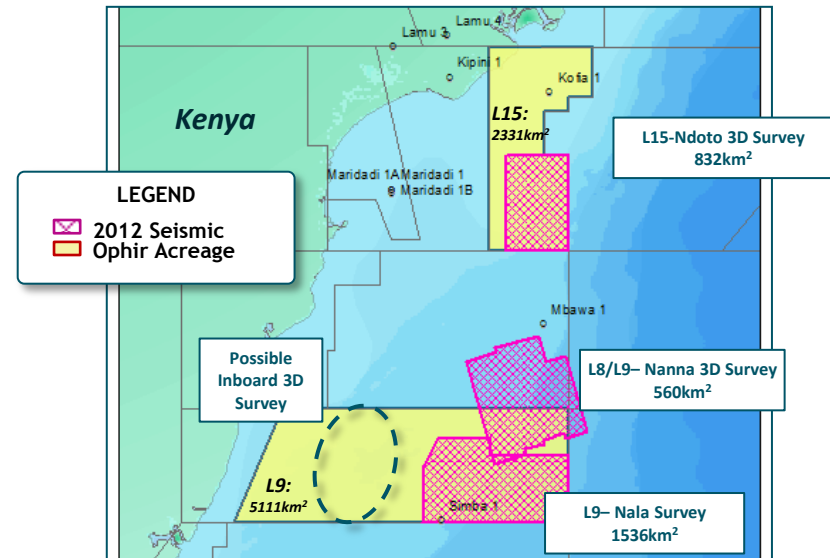 Lamu 3
Lamu 4
Kipini 1
Kofia 1
Kenya
L15:
2331km²
L15-Ndoto 3D Survey
832km²
Maridadi 1A Maridadi 1
Maridadi 1B
LEGEND
2012 Seismic
Ophir Acreage
Mbawa 1
Possible
Inboard 3D
Survey
L8/L9– Nanna 3D Survey
560km²
L9:
5111km²
Simba 1
L9– Nala Survey
1536km²